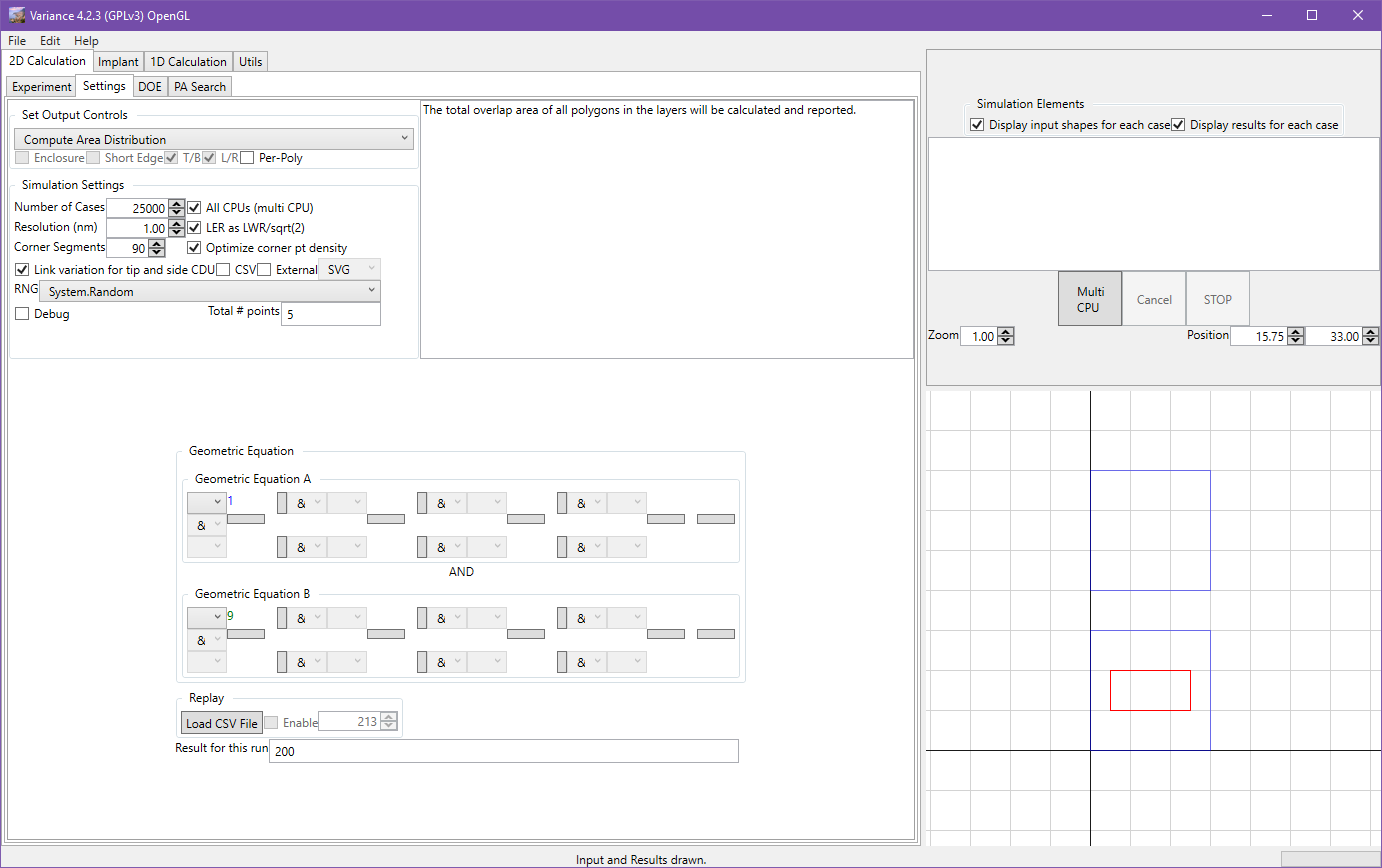 Variance 4.2.3 (GPLv3) OpenGL
File Edit Help
2D Calculation Implant 1D Calculation Utils
Experiment Settings DOE PA Search
Set Output Controls
Compute Area Distribution
Enclosure Short Edge T/B L/R Per-Poly
The total overlap area of all polygons in the layers will be calculated and reported.
Simulation Settings
Number of Cases 25000 All CPUs (multi CPU)
Resolution (nm) 1.00 LER as LWR/sqrt(2)
Corner Segments 90 Optimize corner pt density
Link variation for tip and side CDU CSV External SVG
RNG System.Random
Debug Total # points 5
Geometric Equation
Geometric Equation A
1 & & &
&
& & &
AND
Geometric Equation B
9 & & &
&
& & &
Replay
Load CSV File Enable 213
Result for this run 200
Simulation Elements
Display input shapes for each case Display results for each case
Multi CPU Cancel STOP
Zoom 1.00 Position 15.75 33.00
Input and Results drawn.